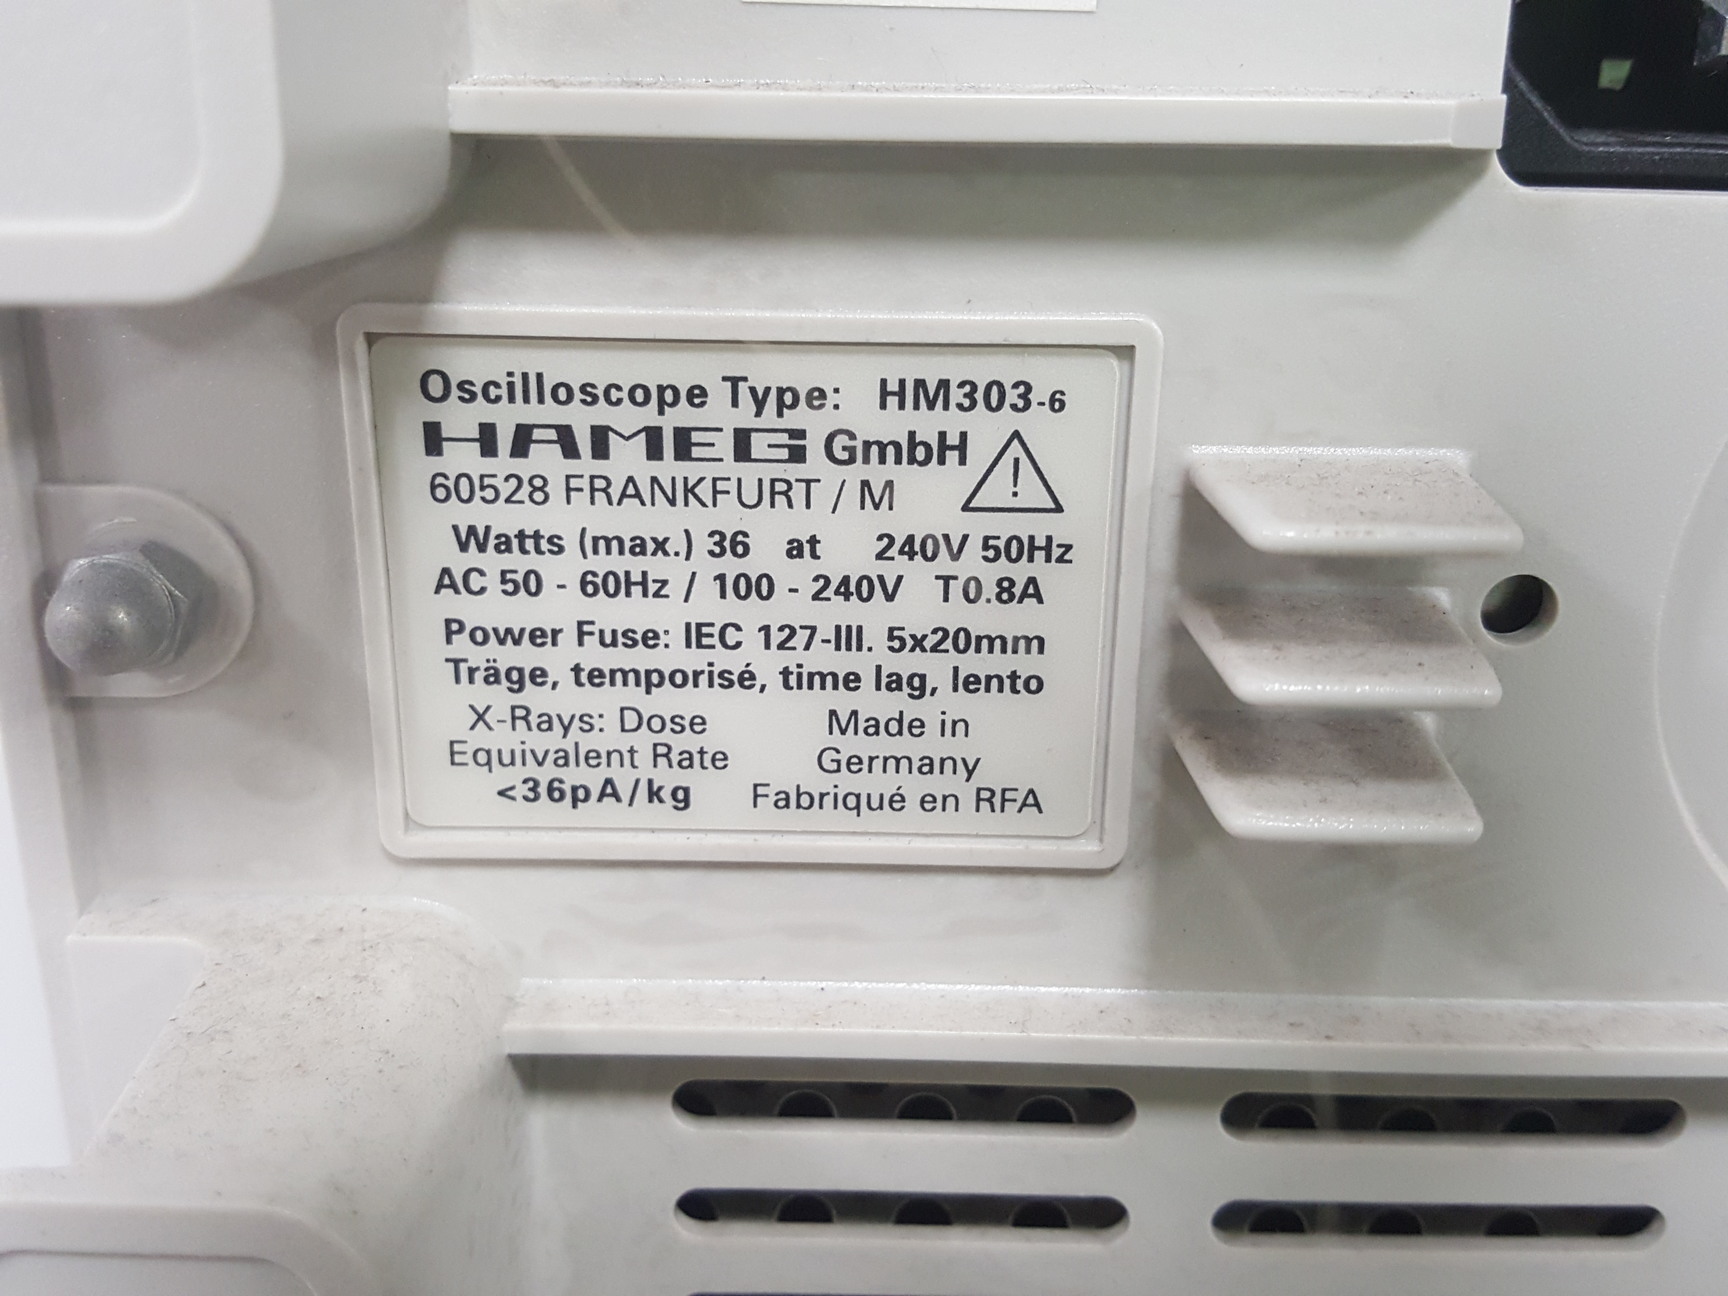 Oscilloscope Type: HM303-6
HAMEG GmbH
60528 FRANKFURT / M
Watts (max.) 36 at 240V 50Hz
AC 50 - 60Hz / 100 - 240V T0.8A
Power Fuse: IEC 127-III. 5x20mm
Träge, temporisé, time lag, lento
X-Rays: Dose Made in
Equivalent Rate Germany
<36pA/kg Fabriqué en RFA